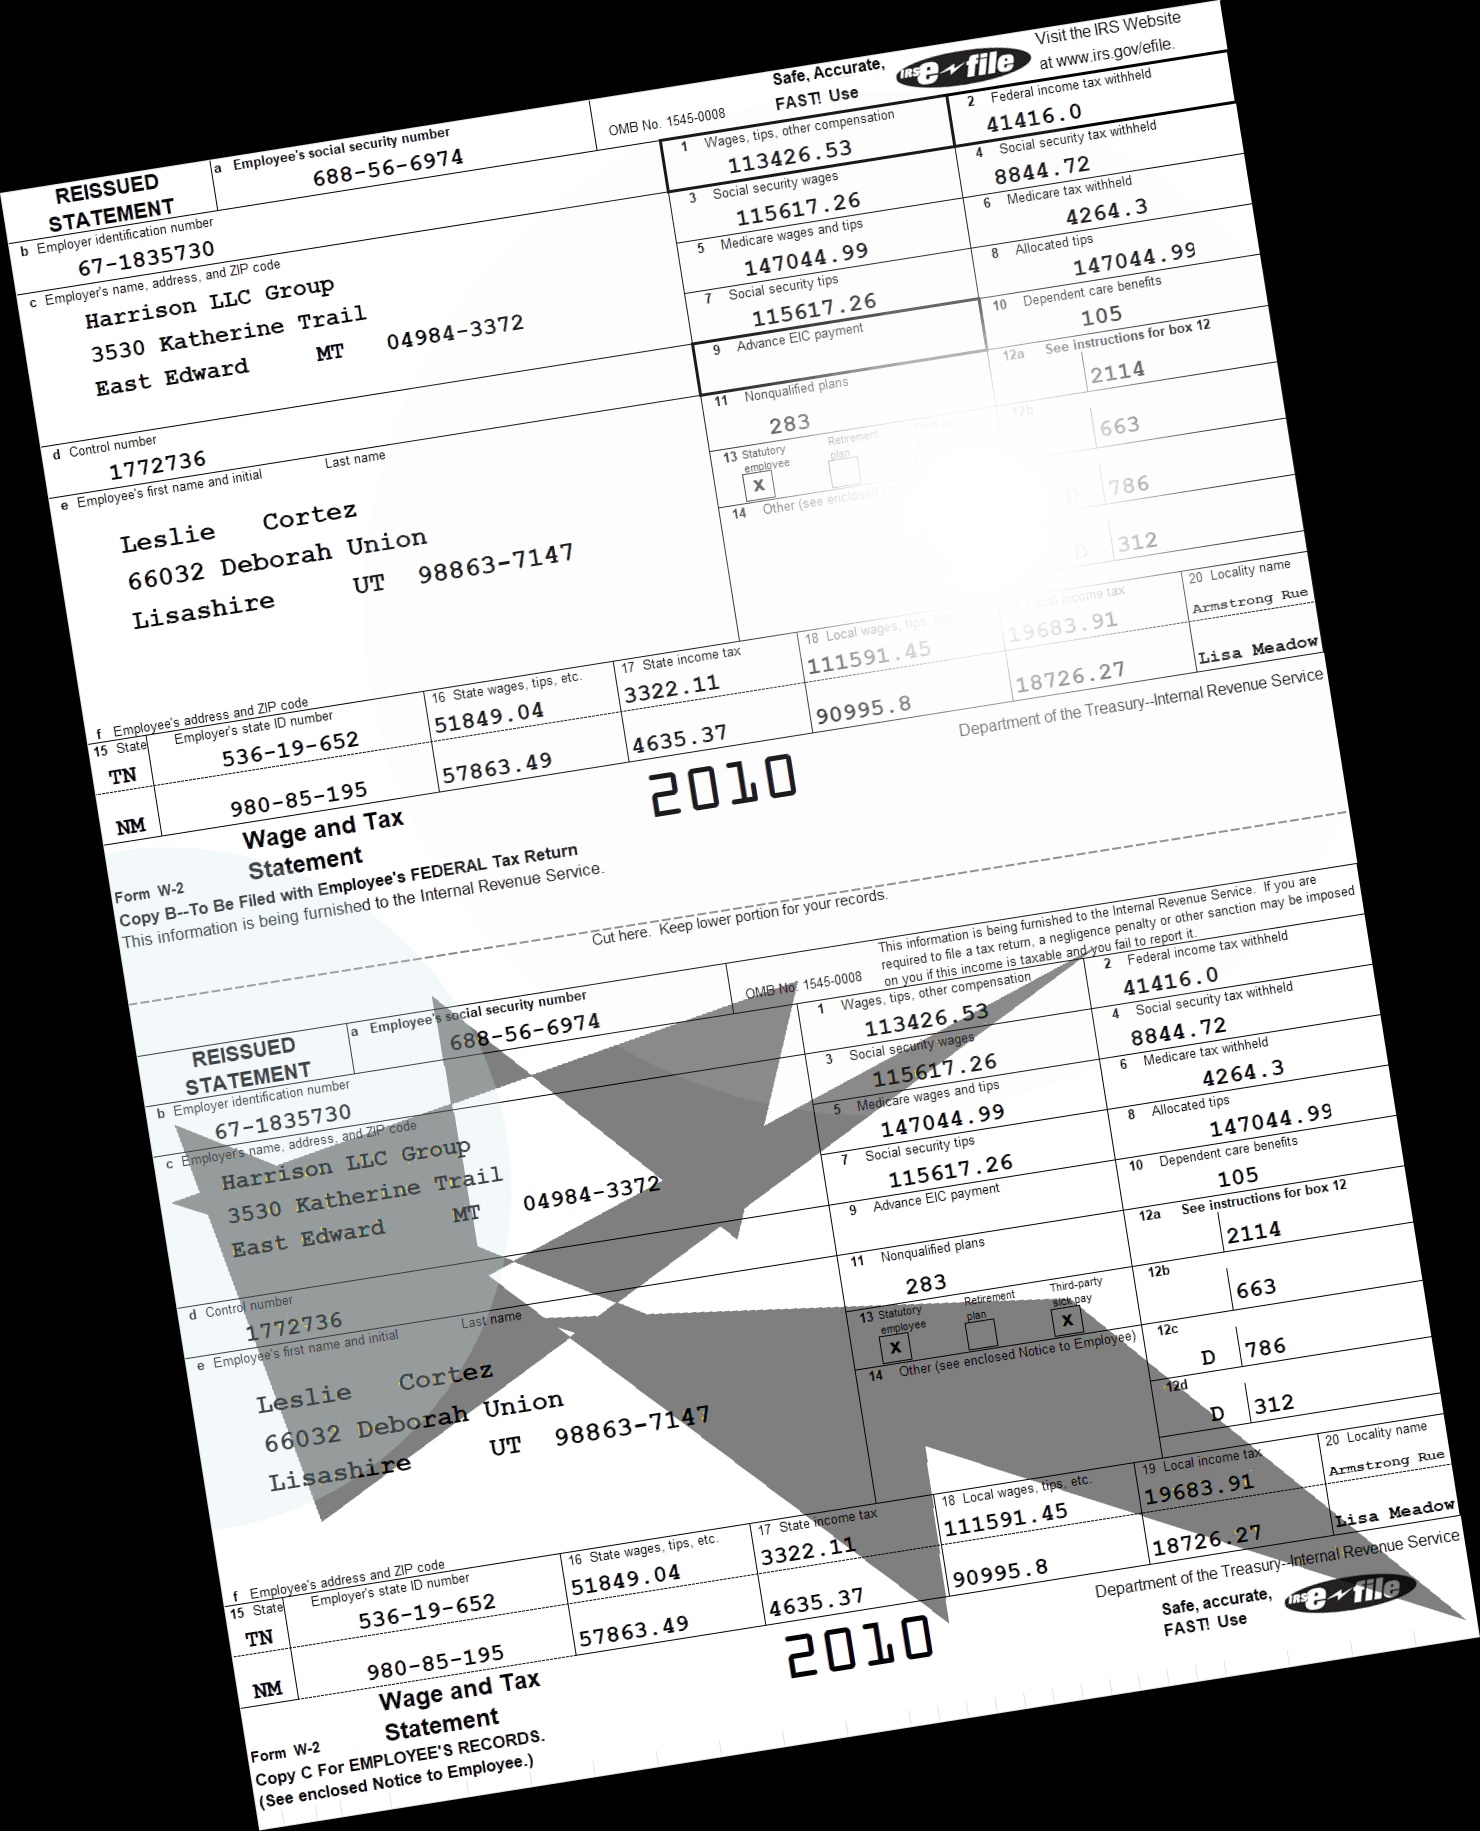 Safe, Accurate,
FAST! Use
IRS e-file
Visit the IRS Website
at www.irs.gov/efile.
REISSUED
STATEMENT
a Employee's social security number
688-56-6974
OMB No. 1545-0008
1 Wages, tips, other compensation
113426.53
2 Federal income tax withheld
41416.0
3 Social security wages
115617.26
4 Social security tax withheld
8844.72
b Employer identification number
67-1835730
5 Medicare wages and tips
147044.99
6 Medicare tax withheld
4264.3
c Employer's name, address, and ZIP code
Harrison LLC Group
3530 Katherine Trail
East Edward MT 04984-3372
7 Social security tips
115617.26
8 Allocated tips
147044.99
9 Advance EIC payment
10 Dependent care benefits
105
11 Nonqualified plans
283
12a See instructions for box 12
2114
12b
663
d Control number
1772736
13 Statutory
employee
X
Retirement
plan
D 786
e Employee's first name and initial Last name
Leslie Cortez
66032 Deborah Union
Lisashire UT 98863-7147
14 Other (see enclosed
D 312
f Employee's address and ZIP code
15 State Employer's state ID number
16 State wages, tips, etc.
17 State income tax
18 Local wages, tips, etc.
Local income tax
20 Locality name
TN 536-19-652 51849.04 3322.11 111591.45 19683.91 Armstrong Rue
NM 980-85-195 57863.49 4635.37 90995.8 18726.27 Lisa Meadow
Form W-2
Wage and Tax
Statement
2010
Department of the Treasury--Internal Revenue Service
Copy B--To Be Filed with Employee's FEDERAL Tax Return
This information is being furnished to the Internal Revenue Service.
Cut here. Keep lower portion for your records.
This information is being furnished to the Internal Revenue Service. If you are
required to file a tax return, a negligence penalty or other sanction may be imposed
on you if this income is taxable and you fail to report it.
REISSUED
STATEMENT
a Employee's social security number
688-56-6974
OMB No. 1545-0008
1 Wages, tips, other compensation
113426.53
2 Federal income tax withheld
41416.0
3 Social security wages
115617.26
4 Social security tax withheld
8844.72
b Employer identification number
67-1835730
5 Medicare wages and tips
147044.99
6 Medicare tax withheld
4264.3
c Employer's name, address, and ZIP code
Harrison LLC Group
3530 Katherine Trail
East Edward MT 04984-3372
7 Social security tips
115617.26
8 Allocated tips
147044.99
9 Advance EIC payment
10 Dependent care benefits
105
11 Nonqualified plans
283
12a See instructions for box 12
2114
12b
663
d Control number
1772736
13 Statutory
employee
X
Retirement
plan
Third-party
sick pay
X
12c
D 786
e Employee's first name and initial Last name
Leslie Cortez
66032 Deborah Union
Lisashire UT 98863-7147
14 Other (see enclosed Notice to Employee)
12d
D 312
f Employee's address and ZIP code
15 State Employer's state ID number
16 State wages, tips, etc.
17 State income tax
18 Local wages, tips, etc.
19 Local income tax
20 Locality name
TN 536-19-652 51849.04 3322.11 111591.45 19683.91 Armstrong Rue
NM 980-85-195 57863.49 4635.37 90995.8 18726.27 Lisa Meadow
Form W-2
Wage and Tax
Statement
2010
Department of the Treasury--Internal Revenue Service
Safe, accurate,
FAST! Use
IRS e-file
Copy C For EMPLOYEE'S RECORDS.
(See enclosed Notice to Employee.)